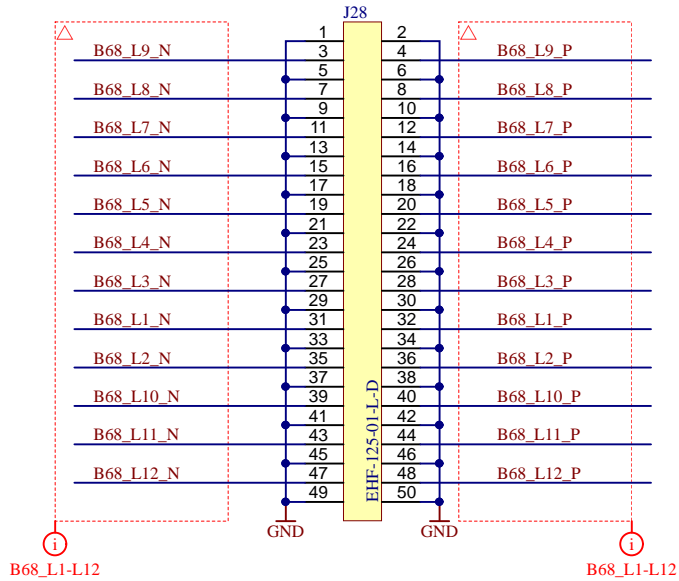 J28
1 2
B68_L9_N 3 4 B68_L9_P
5 6
B68_L8_N 7 8 B68_L8_P
9 10
B68_L7_N 11 12 B68_L7_P
13 14
B68_L6_N 15 16 B68_L6_P
17 18
B68_L5_N 19 20 B68_L5_P
21 22
B68_L4_N 23 24 B68_L4_P
25 26
B68_L3_N 27 28 B68_L3_P
29 30
B68_L1_N 31 32 B68_L1_P
33 34
B68_L2_N 35 36 B68_L2_P
37 38
B68_L10_N 39 40 B68_L10_P
41 42
B68_L11_N 43 44 B68_L11_P
45 46
B68_L12_N 47 48 B68_L12_P
49 50
EHF-125-01-L-D
GND GND
i i
B68_L1-L12 B68_L1-L12